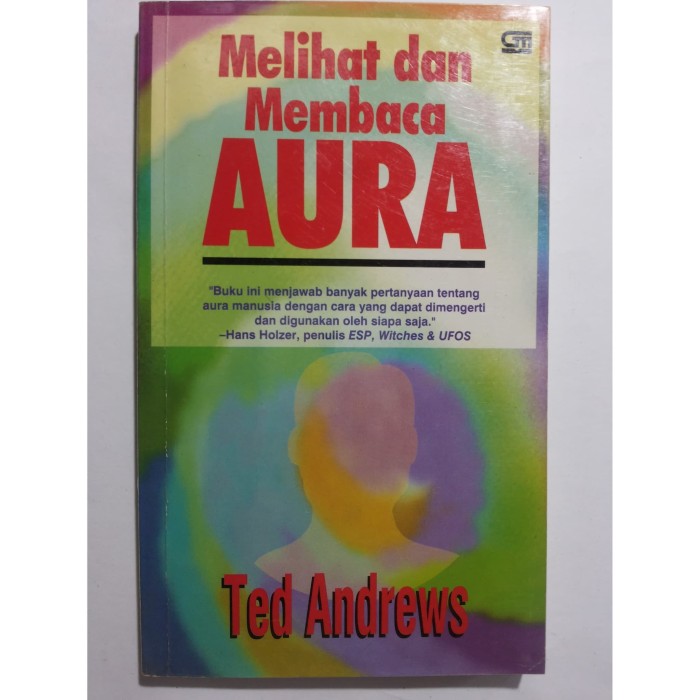 Melihat dan
Membaca
AURA
"Buku ini menjawab banyak pertanyaan tentang
aura manusia dengan cara yang dapat dimengerti
dan digunakan oleh siapa saja."
–Hans Holzer, penulis ESP, Witches & UFOS
Ted Andrews